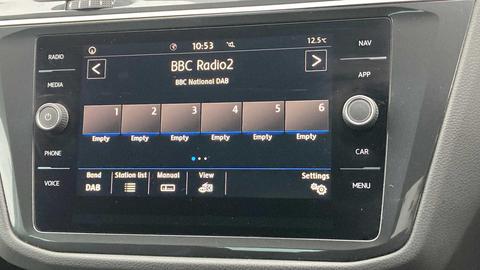 RADIO
MEDIA
PHONE
VOICE
10:53
12.5°C
BBC Radio2
BBC National DAB
1 2 3 4 5 6
Empty Empty Empty Empty Empty Empty
Band Station list Manual View Settings
DAB
NAV
APP
CAR
MENU